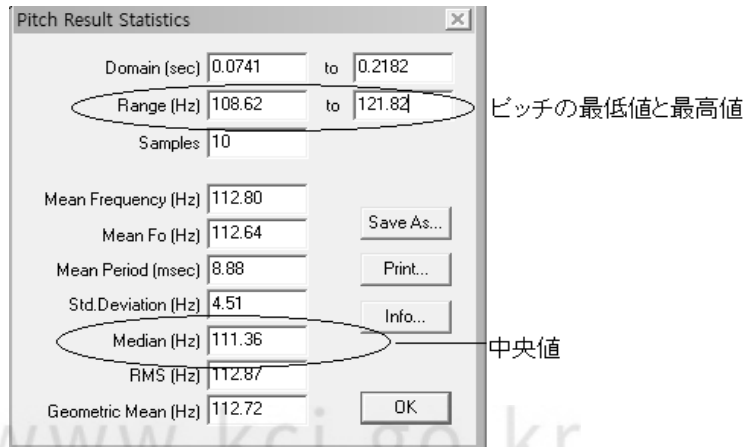 Pitch Result Statistics
Domain (sec) 0.0741 to 0.2182
Range (Hz) 108.62 to 121.82 ピッチの最低値と最高値
Samples 10
Mean Frequency (Hz) 112.80
Save As...
Mean Fo (Hz) 112.64
Mean Period (msec) 8.88 Print...
Std.Deviation (Hz) 4.51 Info...
Median (Hz) 111.36 中央値
RMS (Hz) 112.87
Geometric Mean (Hz) 112.72 OK
www.kci.go.kr